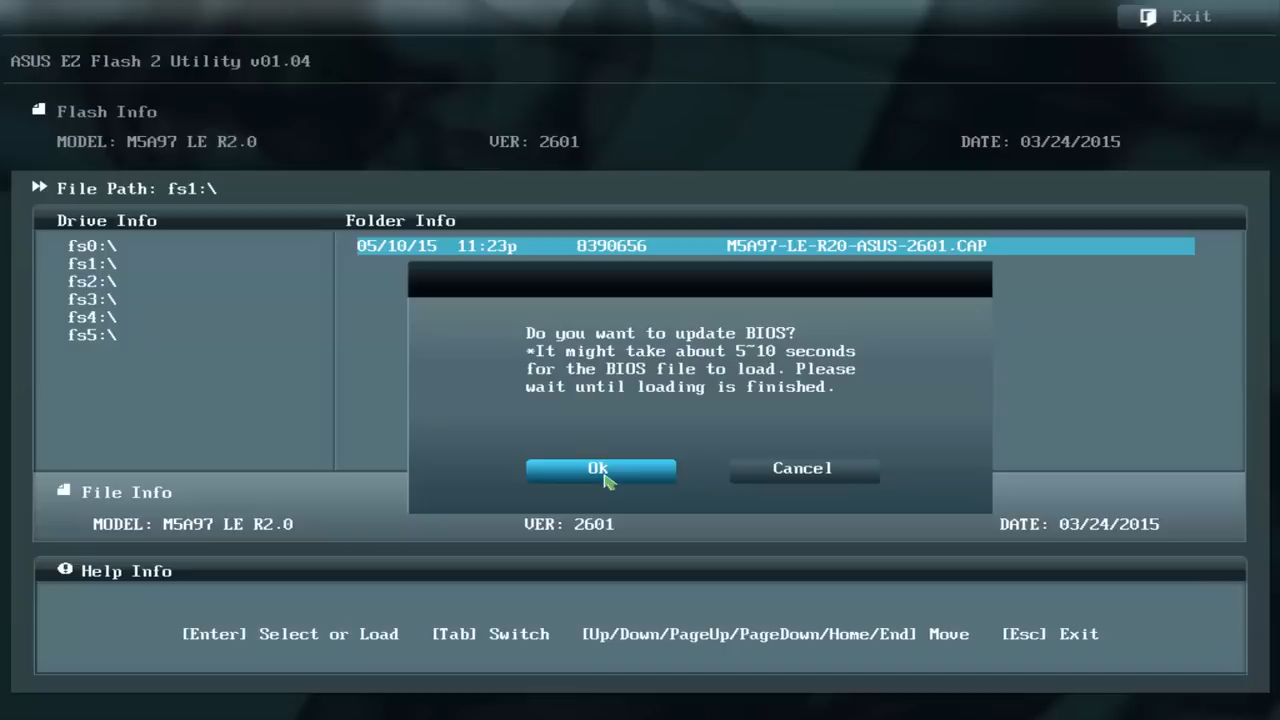 Exit
ASUS EZ Flash 2 Utility v01.04
Flash Info
MODEL: M5A97 LE R2.0 VER: 2601 DATE: 03/24/2015
File Path: fs1:\
Drive Info Folder Info
fs0:\ 05/10/15 11:23p 8390656 M5A97-LE-R20-ASUS-2601.CAP
fs1:\
fs2:\
fs3:\
fs4:\
fs5:\
Do you want to update BIOS?
*It might take about 5~10 seconds
for the BIOS file to load. Please
wait until loading is finished.
Ok Cancel
File Info
MODEL: M5A97 LE R2.0 VER: 2601 DATE: 03/24/2015
Help Info
[Enter] Select or Load [Tab] Switch [Up/Down/PageUp/PageDown/Home/End] Move [Esc] Exit